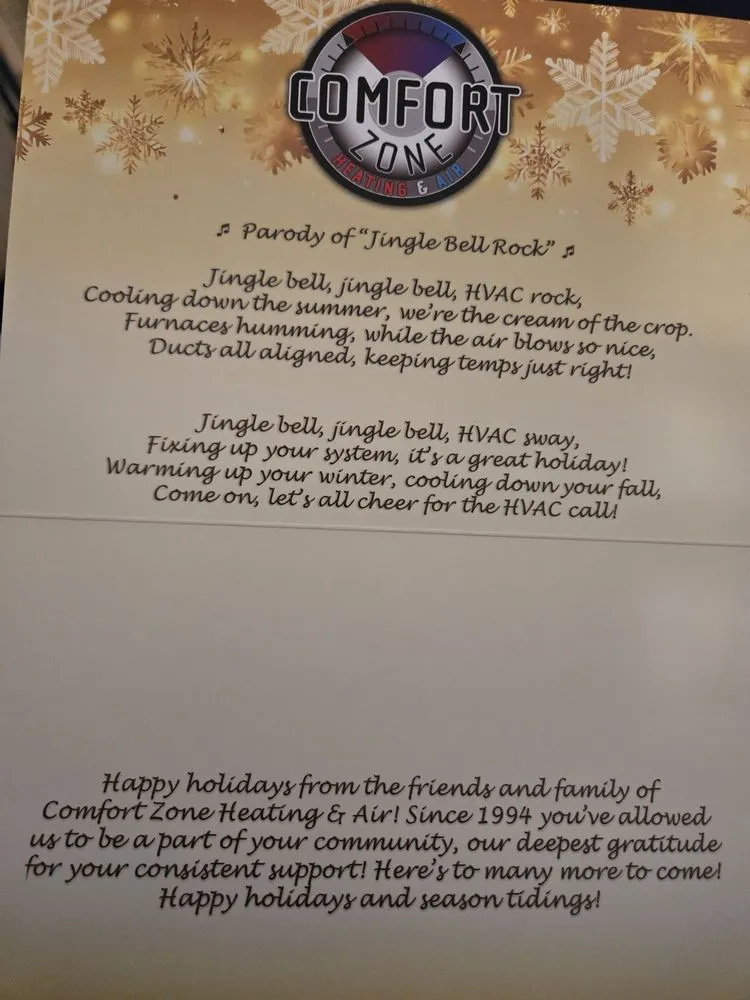 COMFORT
ZONE
HEATING & AIR
♫ Parody of "Jingle Bell Rock" ♫
Jingle bell, jingle bell, HVAC rock,
Cooling down the summer, we're the cream of the crop.
Furnaces humming, while the air blows so nice,
Ducts all aligned, keeping temps just right!
Jingle bell, jingle bell, HVAC sway,
Fixing up your system, it's a great holiday!
Warming up your winter, cooling down your fall,
Come on, let's all cheer for the HVAC call!
Happy holidays from the friends and family of
Comfort Zone Heating & Air! Since 1994 you've allowed
us to be a part of your community, our deepest gratitude
for your consistent support! Here's to many more to come!
Happy holidays and season tidings!